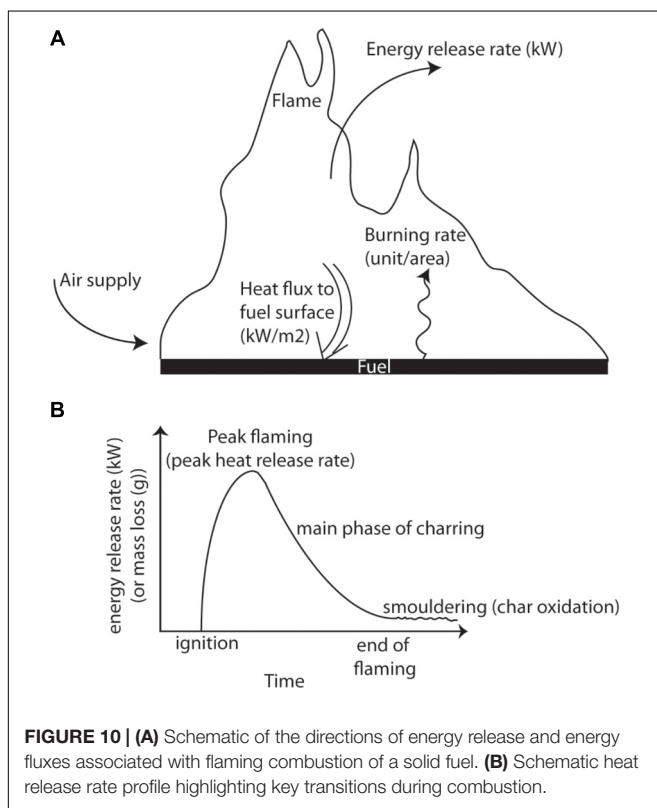 A
Energy release rate (kW)
Flame
Burning rate
(unit/area)
Air supply
Heat flux to
fuel surface
(kW/m2)
Fuel
B
Peak flaming
(peak heat release rate)
energy release rate (kW)
(or mass loss (g))
main phase of charring
smouldering (char oxidation)
ignition
end of
flaming
Time
FIGURE 10 | (A) Schematic of the directions of energy release and energy
fluxes associated with flaming combustion of a solid fuel. (B) Schematic heat
release rate profile highlighting key transitions during combustion.